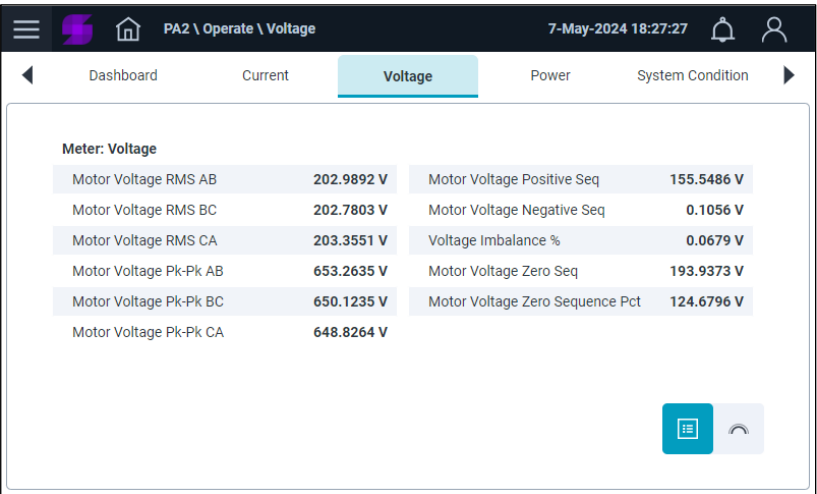 PA2 \ Operate \ Voltage 7-May-2024 18:27:27
Dashboard Current Voltage Power System Condition
Meter: Voltage
Motor Voltage RMS AB 202.9892 V Motor Voltage Positive Seq 155.5486 V
Motor Voltage RMS BC 202.7803 V Motor Voltage Negative Seq 0.1056 V
Motor Voltage RMS CA 203.3551 V Voltage Imbalance % 0.0679 V
Motor Voltage Pk-Pk AB 653.2635 V Motor Voltage Zero Seq 193.9373 V
Motor Voltage Pk-Pk BC 650.1235 V Motor Voltage Zero Sequence Pct 124.6796 V
Motor Voltage Pk-Pk CA 648.8264 V